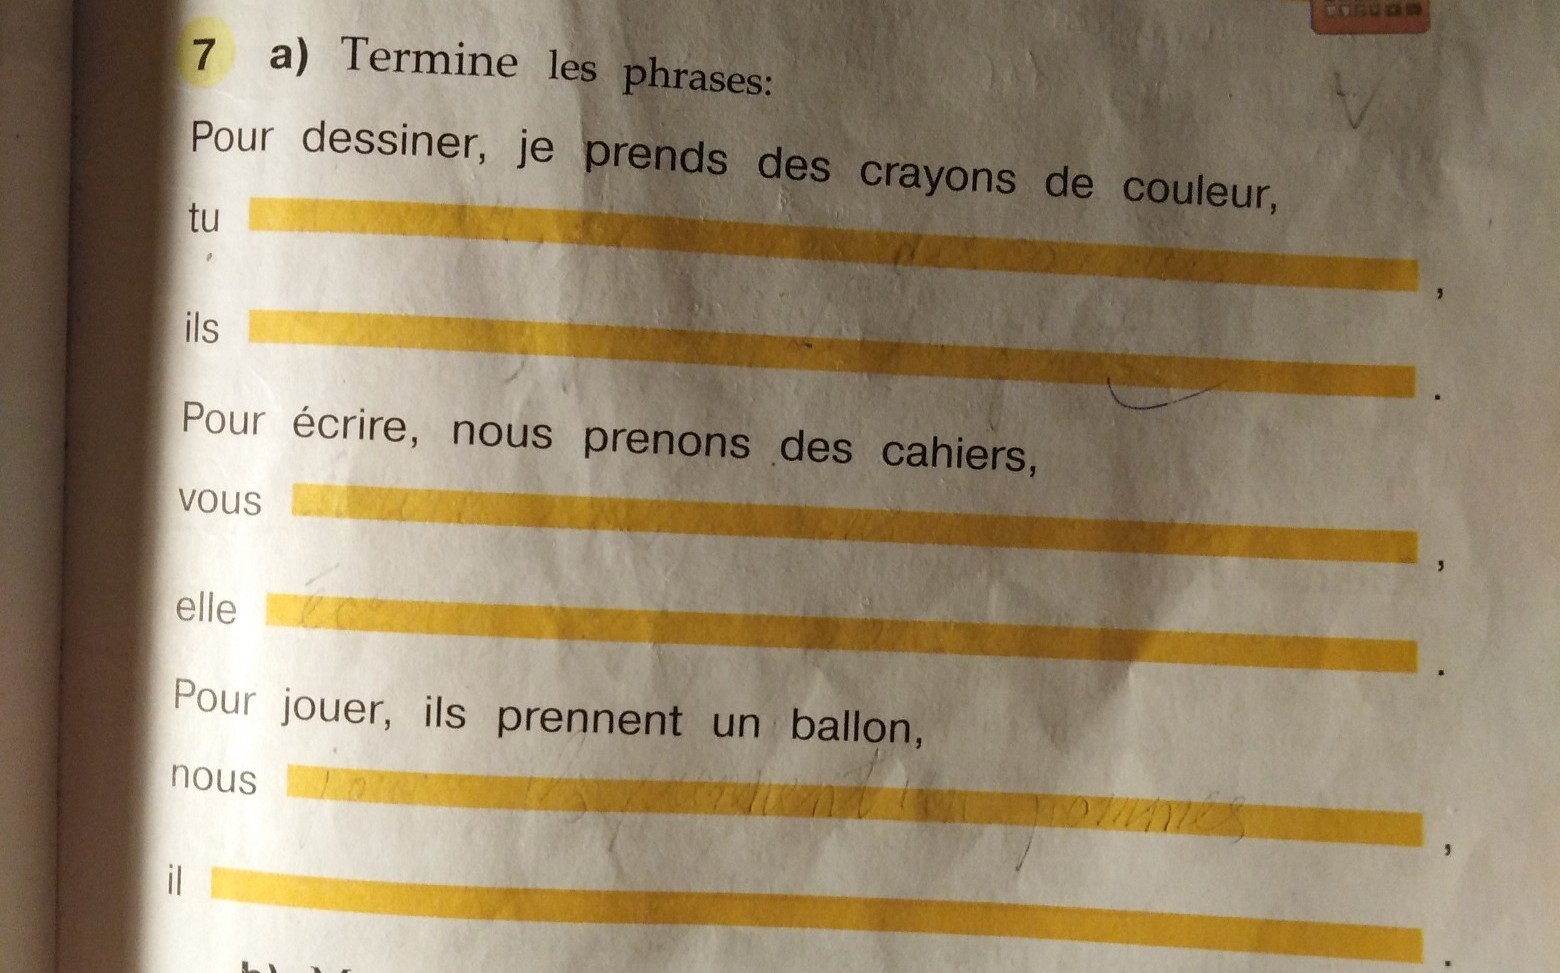 7 a) Termine les phrases:
Pour dessiner, je prends des crayons de couleur,
tu ,
ils .
Pour écrire, nous prenons des cahiers,
vous ,
elle .
Pour jouer, ils prennent un ballon,
nous ,
il .